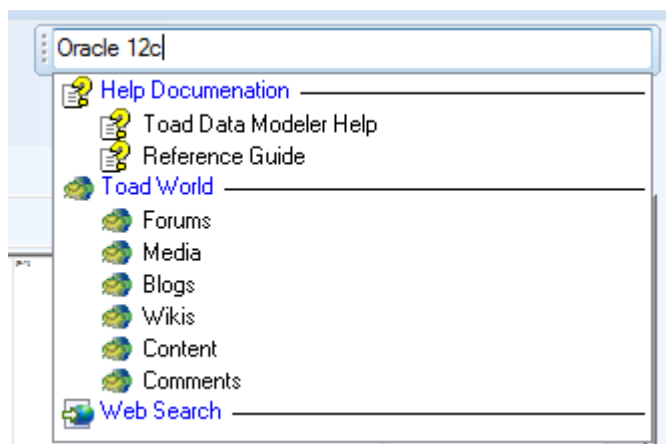 Oracle 12c
Help Documenation
Toad Data Modeler Help
Reference Guide
Toad World
Forums
Media
Blogs
Wikis
Content
Comments
Web Search